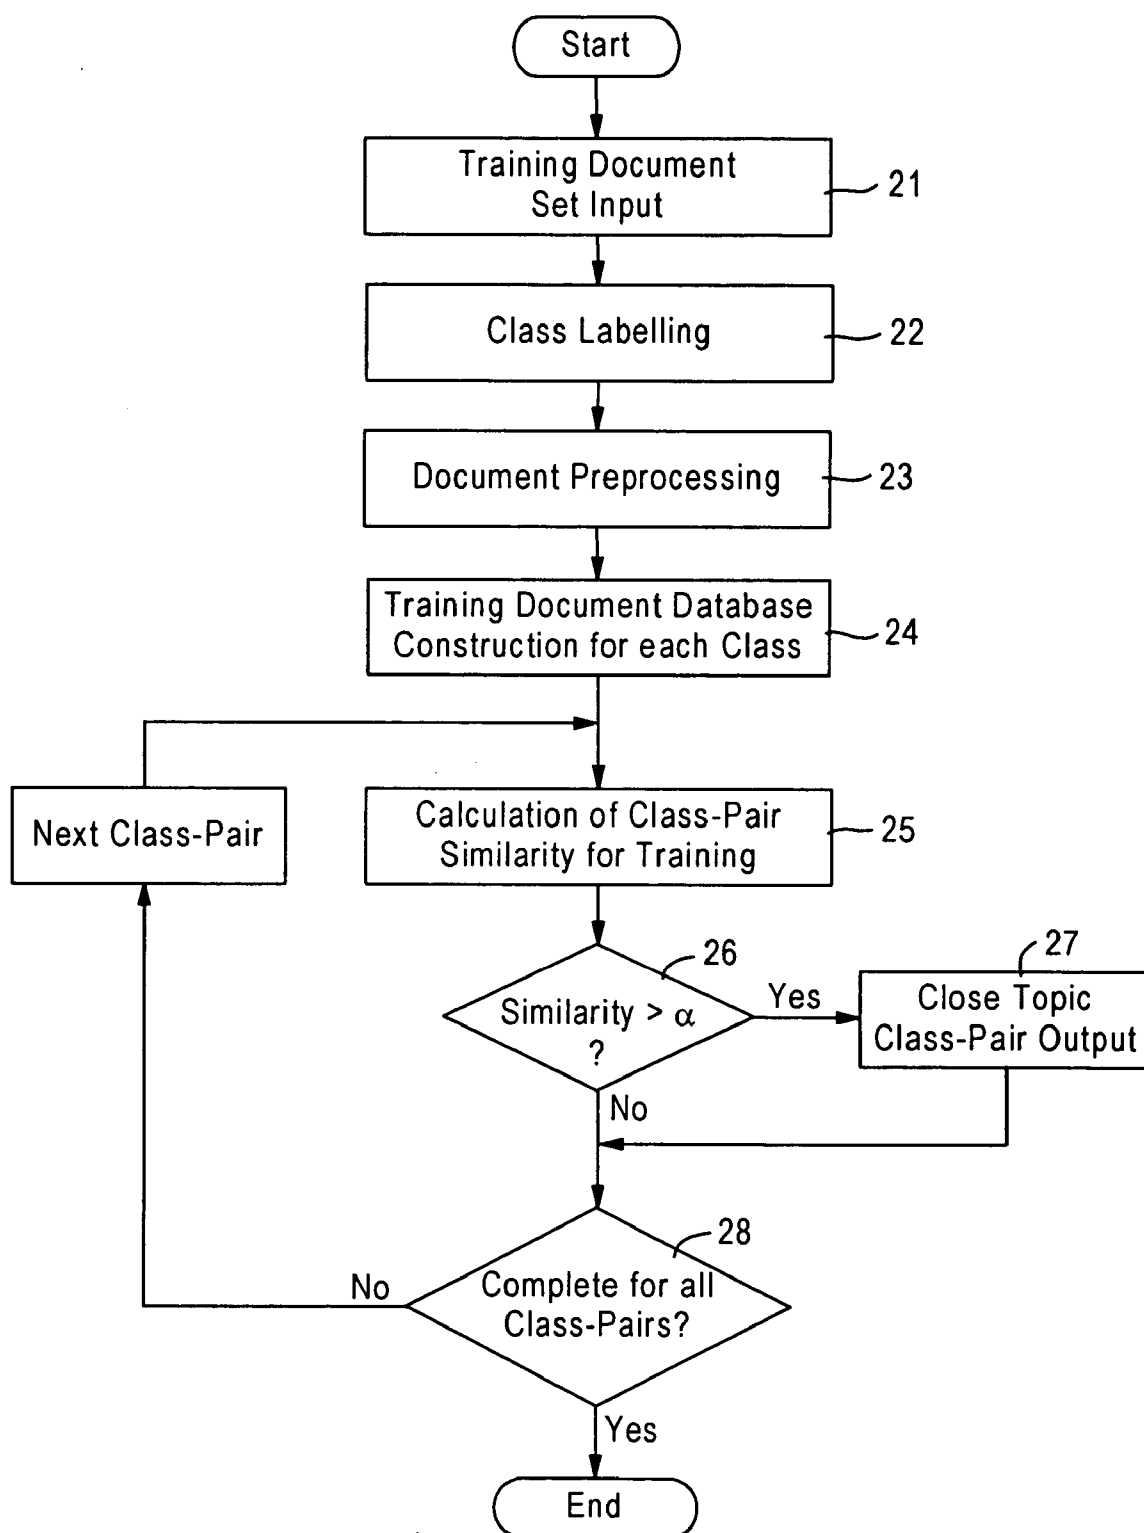 Start
Training Document
Set Input
21
Class Labelling
22
Document Preprocessing
23
Training Document Database
Construction for each Class
24
Next Class-Pair
Calculation of Class-Pair
Similarity for Training
25
26
Similarity > α
?
Yes
27
Close Topic
Class-Pair Output
No
28
Complete for all
Class-Pairs?
No
Yes
End